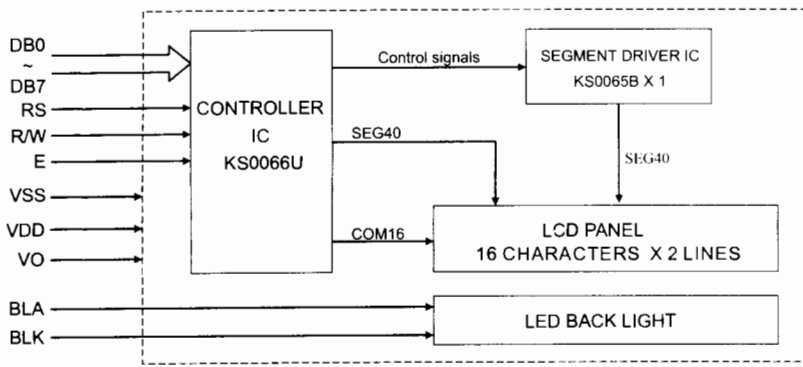 DB0
~
DB7
RS
R/W
E
VSS
VDD
VO
BLA
BLK
CONTROLLER
IC
KS0066U
Control signals
SEG40
COM16
SEGMENT DRIVER IC
KS0065B X 1
SEG40
LCD PANEL
16 CHARACTERS X 2 LINES
LED BACK LIGHT